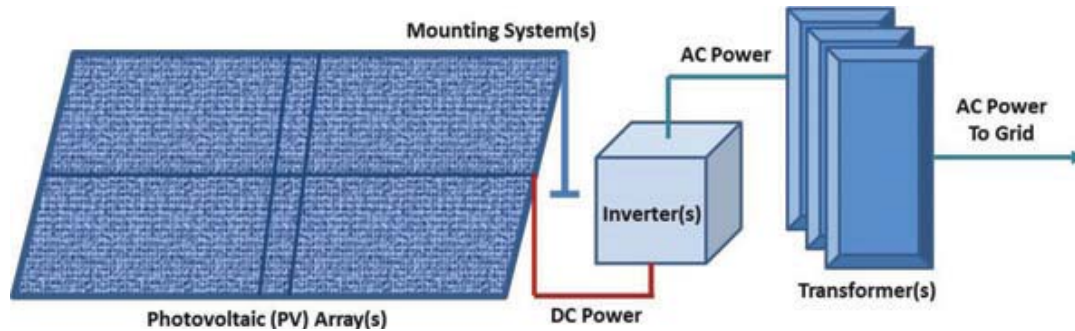 Mounting System(s)
AC Power
AC Power
To Grid
Inverter(s)
Transformer(s)
DC Power
Photovoltaic (PV) Array(s)